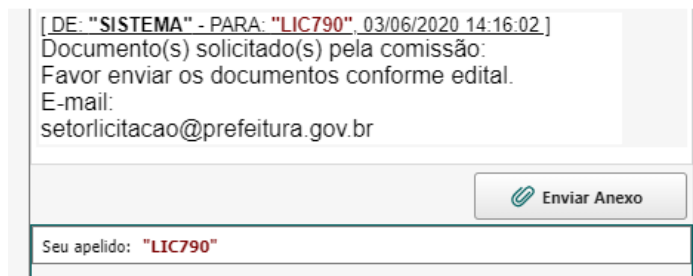 [ DE: "SISTEMA" - PARA: "LIC790", 03/06/2020 14:16:02 ]
Documento(s) solicitado(s) pela comissão:
Favor enviar os documentos conforme edital.
E-mail:
setorlicitacao@prefeitura.gov.br
Enviar Anexo
Seu apelido: "LIC790"